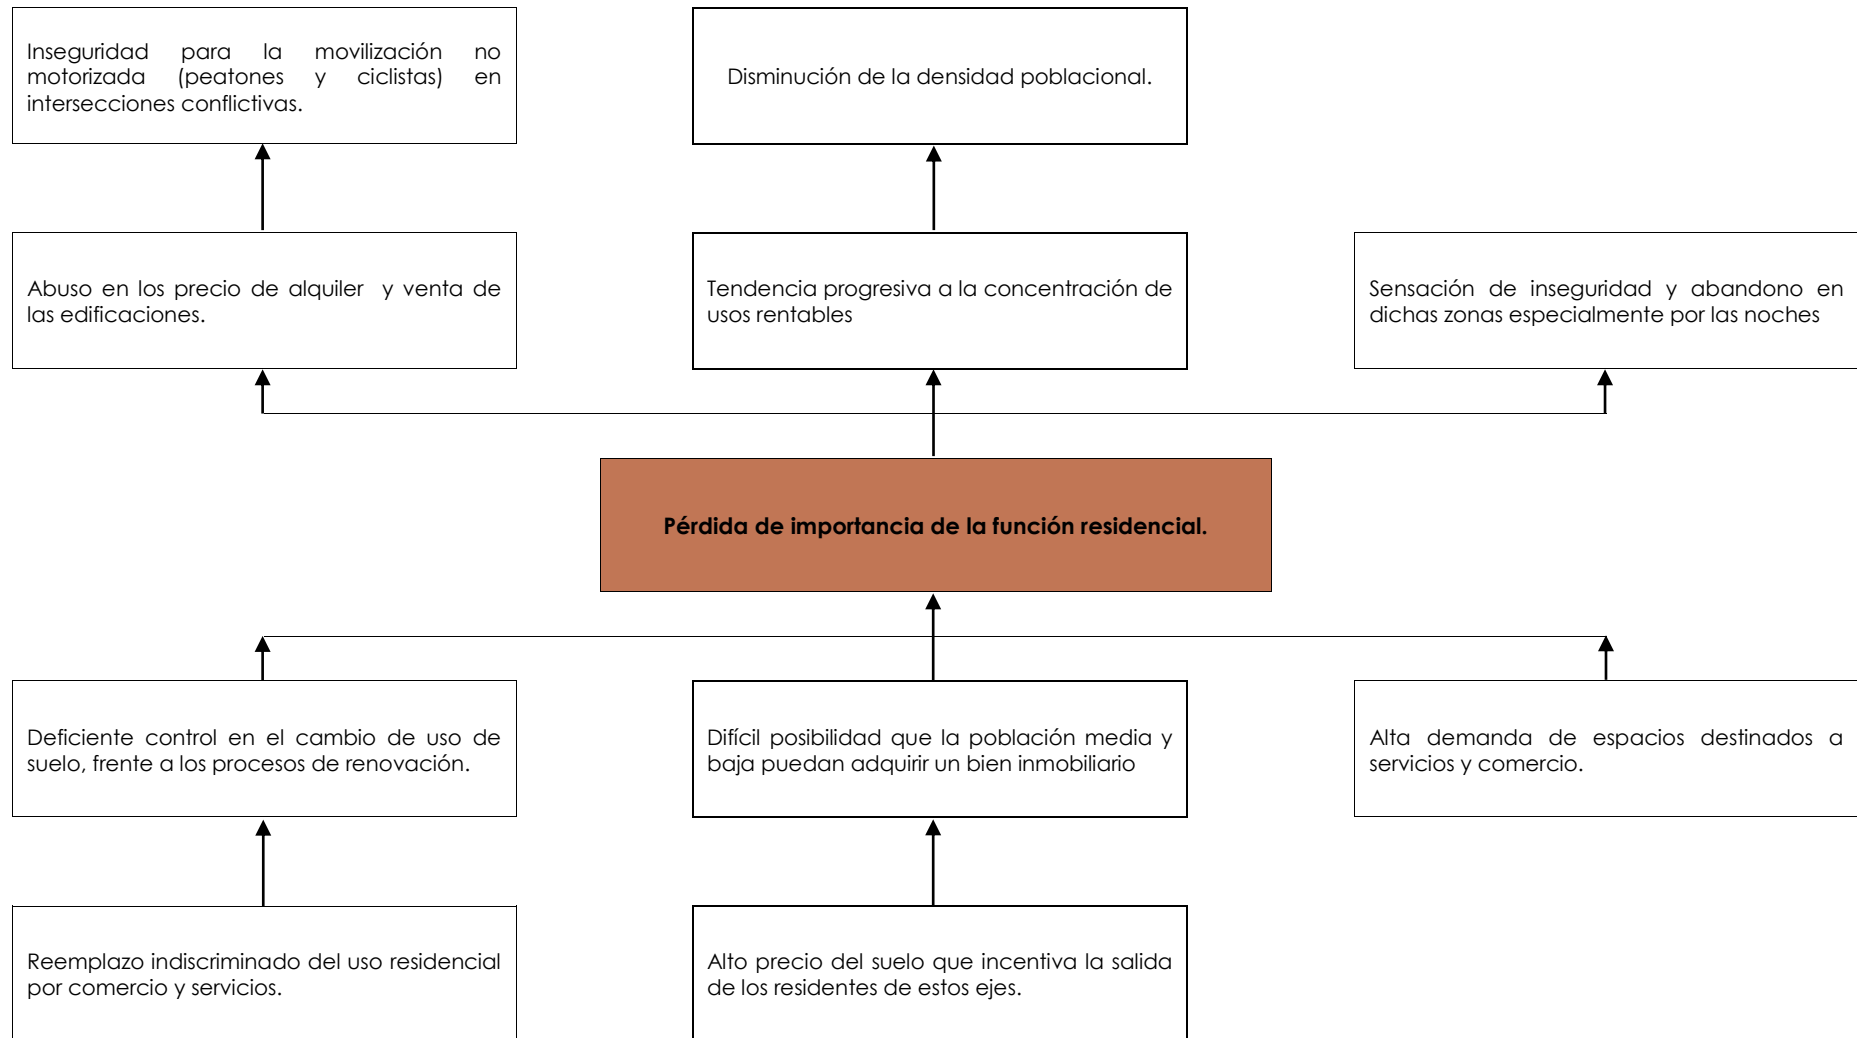 Inseguridad para la movilización no
motorizada (peatones y ciclistas) en
intersecciones conflictivas.
Disminución de la densidad poblacional.
Abuso en los precio de alquiler y venta de
las edificaciones.
Tendencia progresiva a la concentración de
usos rentables
Sensación de inseguridad y abandono en
dichas zonas especialmente por las noches
Pérdida de importancia de la función residencial.
Deficiente control en el cambio de uso de
suelo, frente a los procesos de renovación.
Difícil posibilidad que la población media y
baja puedan adquirir un bien inmobiliario
Alta demanda de espacios destinados a
servicios y comercio.
Reemplazo indiscriminado del uso residencial
por comercio y servicios.
Alto precio del suelo que incentiva la salida
de los residentes de estos ejes.